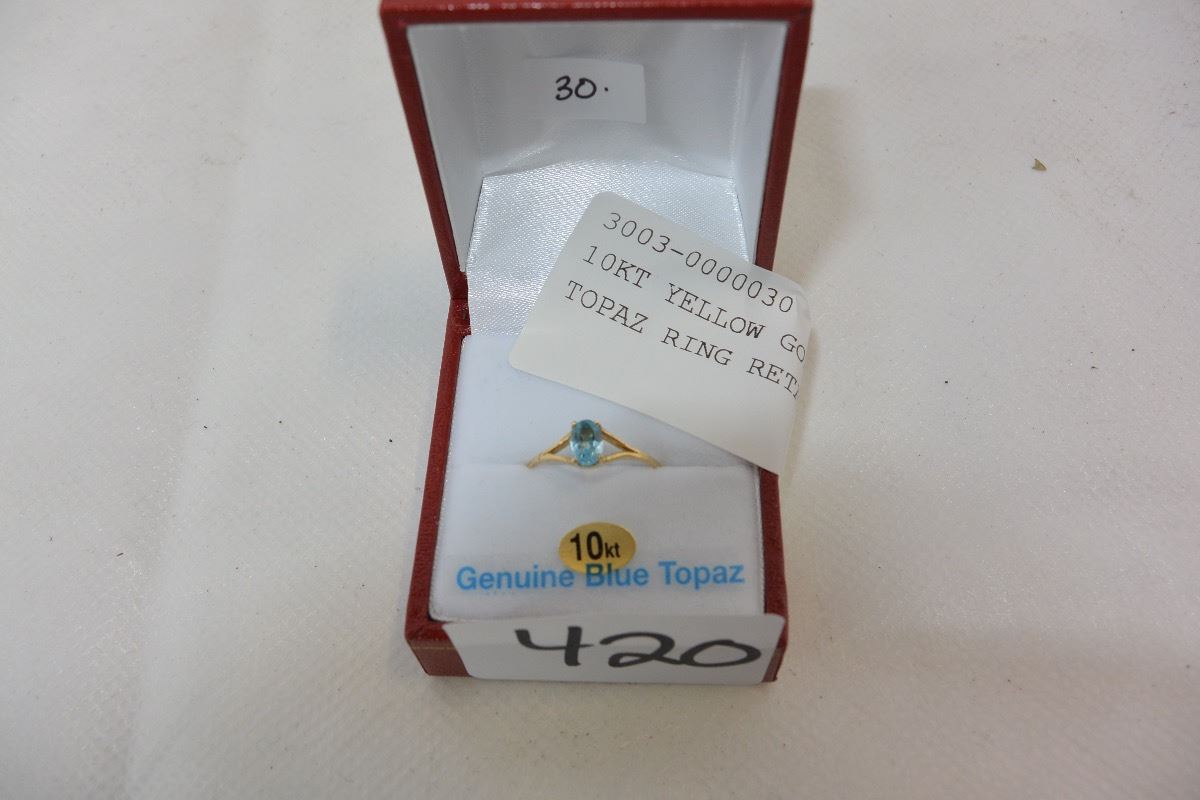 30.
3003-0000030
10KT YELLOW GO
TOPAZ RING RET
10kt
Genuine Blue Topaz
420